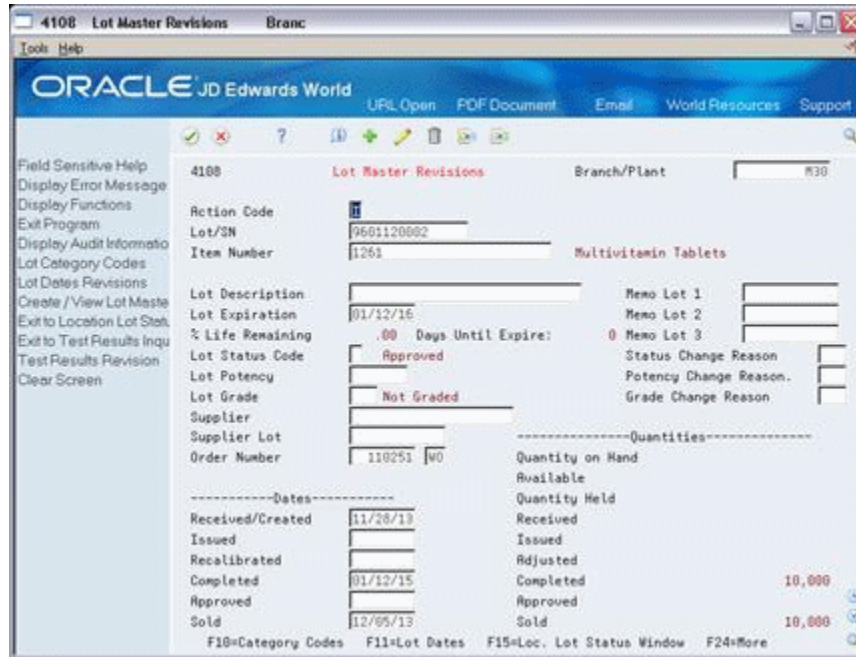 4108 Lot Master Revisions Branc
Tools Help
ORACLE JD Edwards World
URL Open PDF Document Email World Resources Support
Field Sensitive Help
Display Error Message
Display Functions
Exit Program
Display Audit Informatio
Lot Category Codes
Lot Dates Revisions
Create / View Lot Maste
Exit to Location Lot Statu
Exit to Test Results Inqu
Test Results Revision
Clear Screen
4108 Lot Master Revisions Branch/Plant M30
Action Code I
Lot/SN 9601120002
Item Number 1261 Multivitamin Tablets
Lot Description Memo Lot 1
Lot Expiration 01/12/16 Memo Lot 2
% Life Remaining .00 Days Until Expire: 0 Memo Lot 3
Lot Status Code Approved Status Change Reason
Lot Potency Potency Change Reason.
Lot Grade Not Graded Grade Change Reason
Supplier
Supplier Lot ---------------Quantities--------------
Order Number 110251 WO Quantity on Hand
Available
-----------Dates----------- Quantity Held
Received/Created 11/28/13 Received
Issued Issued
Recalibrated Adjusted
Completed 01/12/15 Completed 10,000
Approved Approved
Sold 12/05/13 Sold 10,000
F10=Category Codes F11=Lot Dates F15=Loc. Lot Status Window F24=More